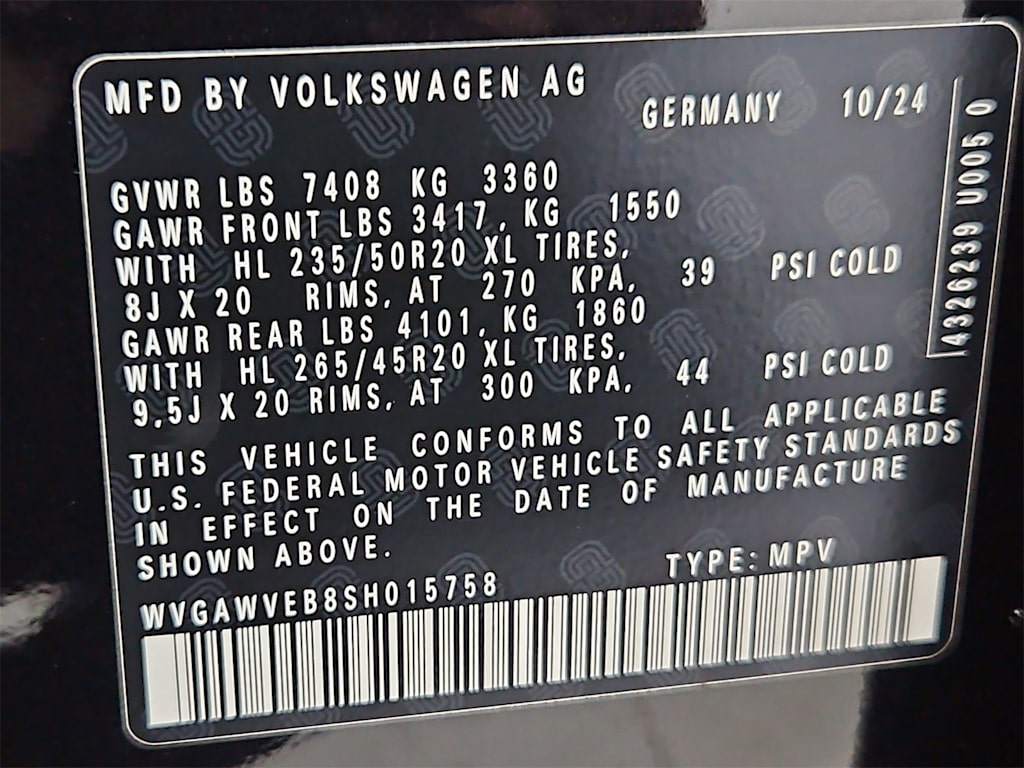 MFD BY VOLKSWAGEN AG
GERMANY 10/24
GVWR LBS 7408 KG 3360
GAWR FRONT LBS 3417, KG 1550
WITH HL 235/50R20 XL TIRES,
8J X 20 RIMS, AT 270 KPA, 39 PSI COLD
GAWR REAR LBS 4101, KG 1860
WITH HL 265/45R20 XL TIRES,
9,5J X 20 RIMS, AT 300 KPA, 44 PSI COLD
THIS VEHICLE CONFORMS TO ALL APPLICABLE
U.S. FEDERAL MOTOR VEHICLE SAFETY STANDARDS
IN EFFECT ON THE DATE OF MANUFACTURE
SHOWN ABOVE.
TYPE: MPV
WVGAWVEB8SH015758
4326239 U005 0